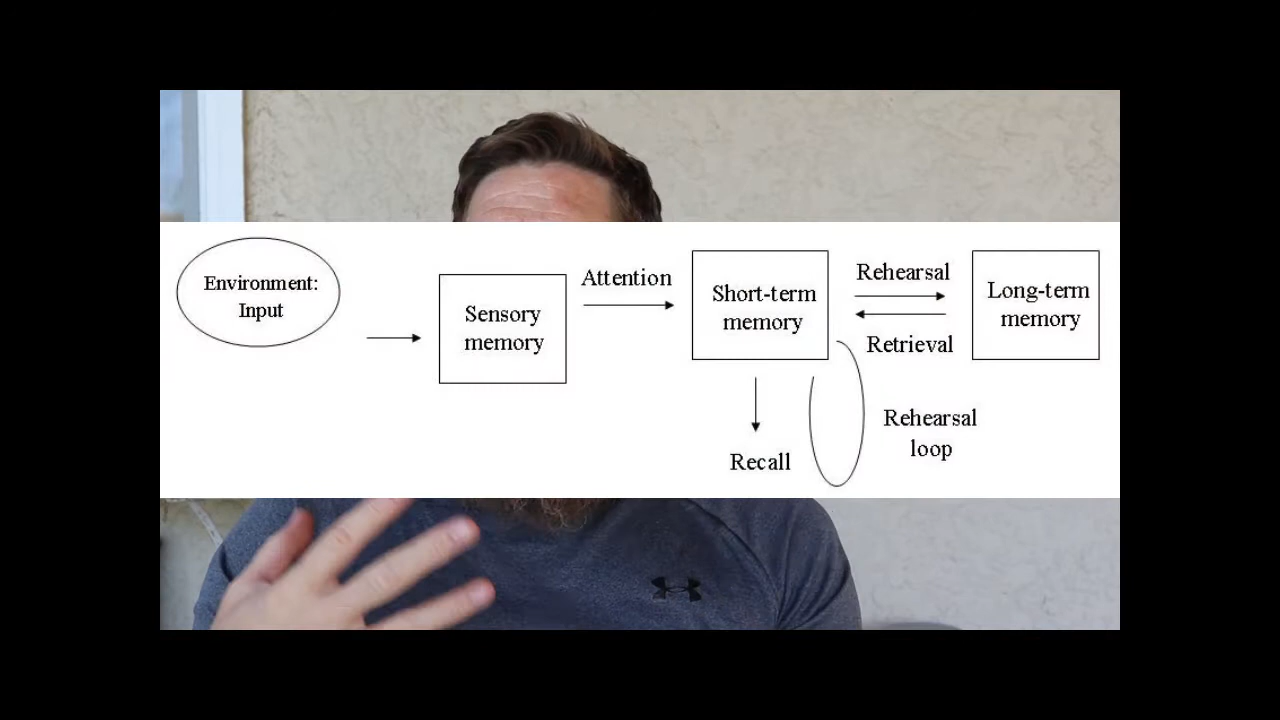 Environment:
Input
Sensory
memory
Attention
Short-term
memory
Rehearsal
Retrieval
Long-term
memory
Recall
Rehearsal
loop